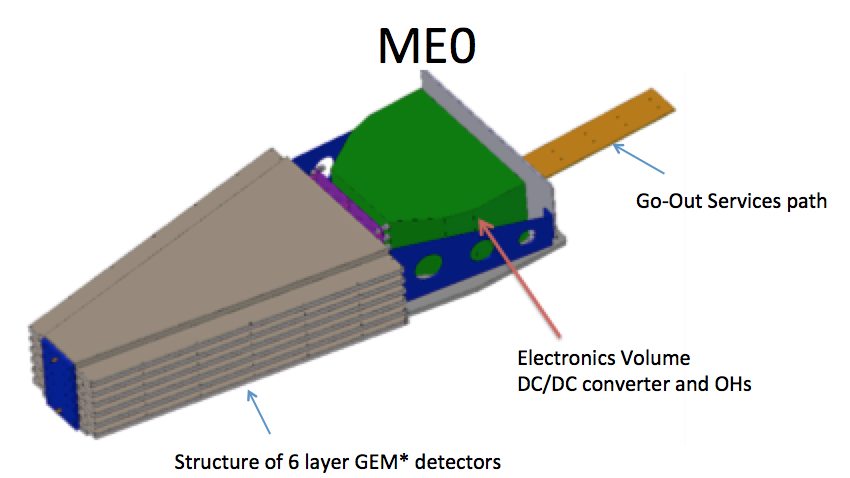 ME0
Go-Out Services path
Electronics Volume
DC/DC converter and OHs
Structure of 6 layer GEM* detectors